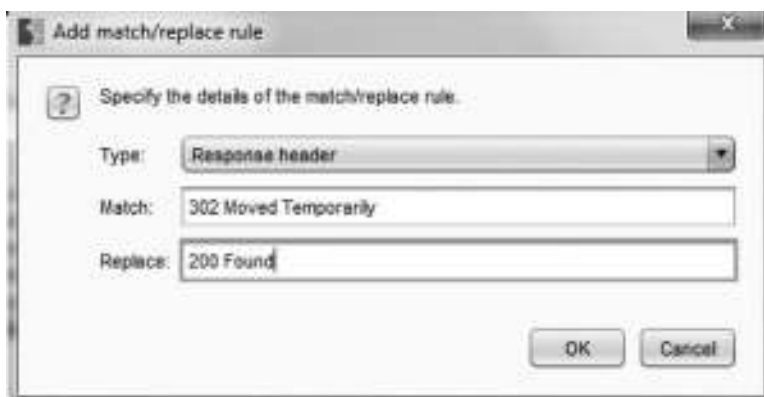 Add match/replace rule
Specify the details of the match/replace rule.
Type: Response header
Match: 302 Moved Temporarily
Replace: 200 Found
OK Cancel